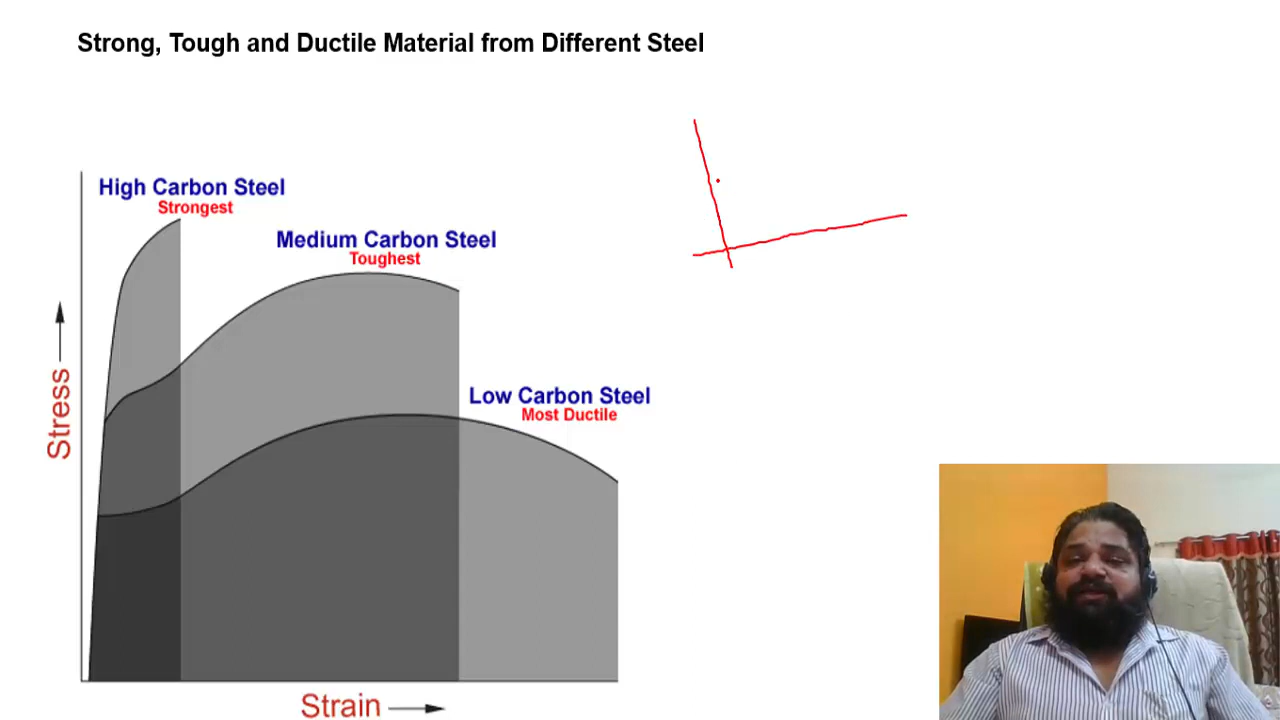 Strong, Tough and Ductile Material from Different Steel
High Carbon Steel
Strongest
Medium Carbon Steel
Toughest
Low Carbon Steel
Most Ductile
Stress
Strain